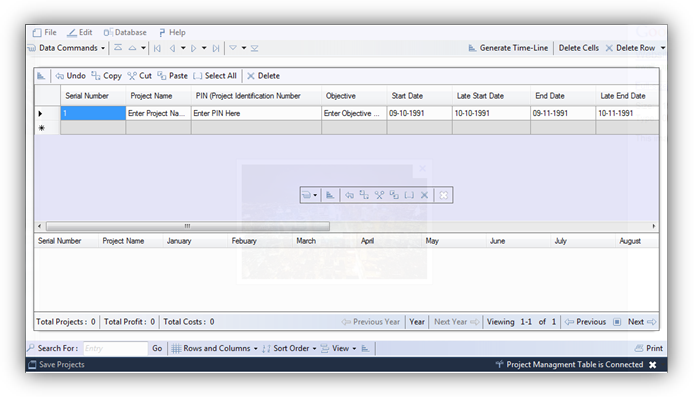 File Edit Database Help
Data Commands Generate Time-Line Delete Cells Delete Row
Undo Copy Cut Paste Select All Delete
Serial Number Project Name PIN (Project Identification Number Objective Start Date Late Start Date End Date Late End Date
1 Enter Project Na... Enter PIN Here Enter Objective ... 09-10-1991 10-10-1991 09-11-1991 10-11-1991
Serial Number Project Name January Febuary March April May June July August
Total Projects : 0 Total Profit : 0 Total Costs : 0 Previous Year Year Next Year Viewing 1-1 of 1 Previous Next
Search For : Entry Go Rows and Columns Sort Order View Print
Save Projects Project Managment Table is Connected